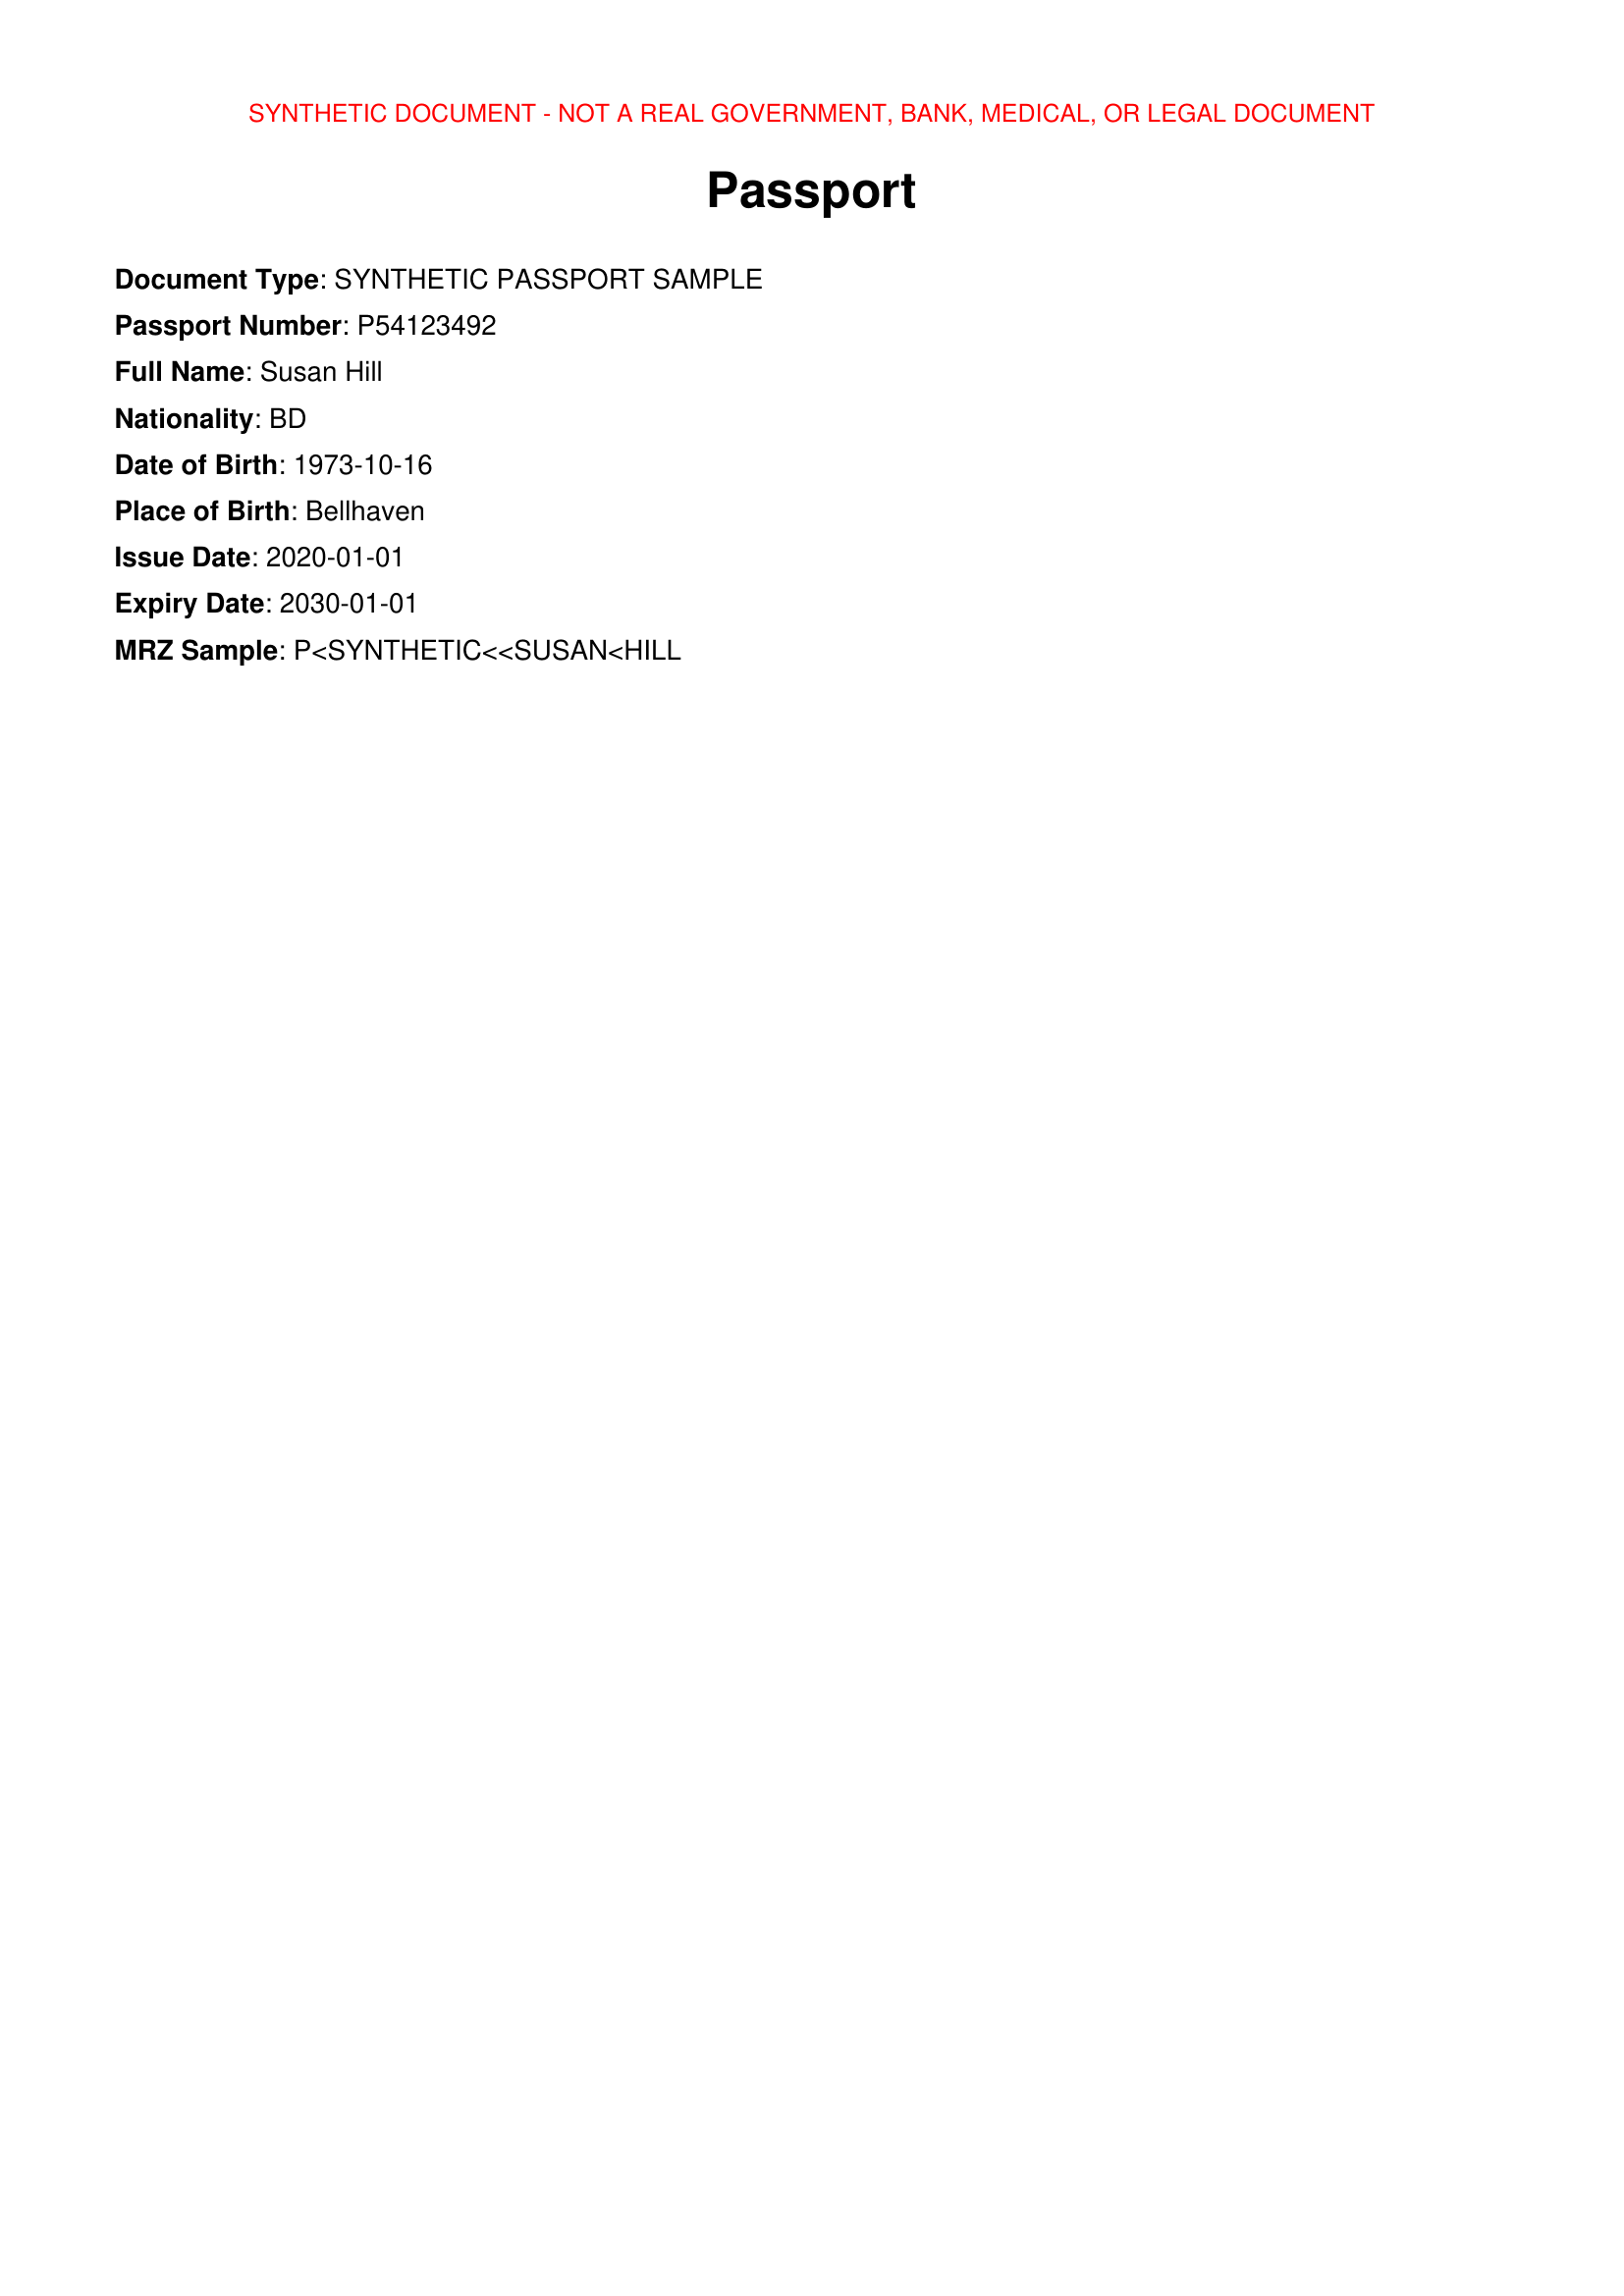 SYNTHETIC DOCUMENT - NOT A REAL GOVERNMENT, BANK, MEDICAL, OR LEGAL DOCUMENT
Passport
Document Type: SYNTHETIC PASSPORT SAMPLE
Passport Number: P54123492
Full Name: Susan Hill
Nationality: BD
Date of Birth: 1973-10-16
Place of Birth: Bellhaven
Issue Date: 2020-01-01
Expiry Date: 2030-01-01
MRZ Sample: P<SYNTHETIC<<SUSAN<HILL